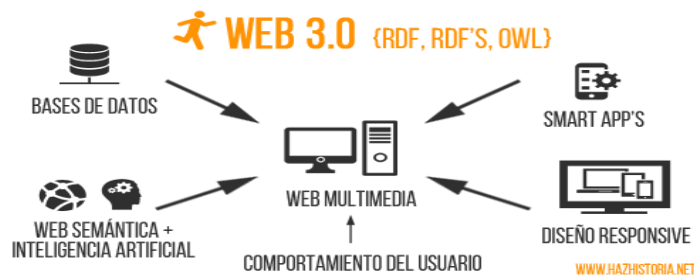 WEB 3.0 {RDF, RDF'S, OWL}
BASES DE DATOS
SMART APP'S
WEB MULTIMEDIA
WEB SEMÁNTICA +
INTELIGENCIA ARTIFICIAL
DISEÑO RESPONSIVE
COMPORTAMIENTO DEL USUARIO
WWW.HAZHISTORIA.NET